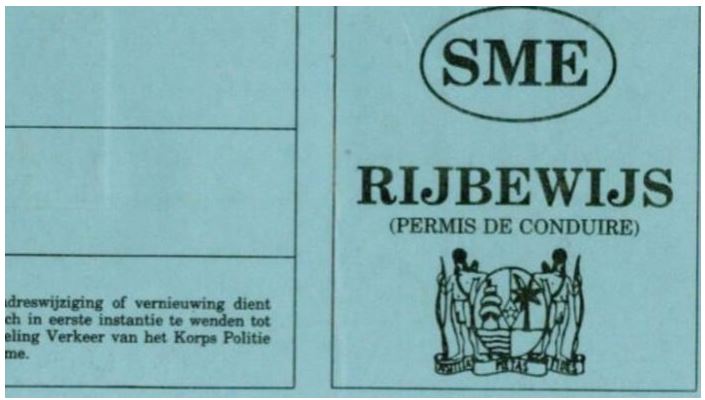 SME
RIJBEWIJS
(PERMIS DE CONDUIRE)
JUSTITIA PIETAS FIDES
dreswijziging of vernieuwing dient
ch in eerste instantie te wenden tot
eling Verkeer van het Korps Politie
me.